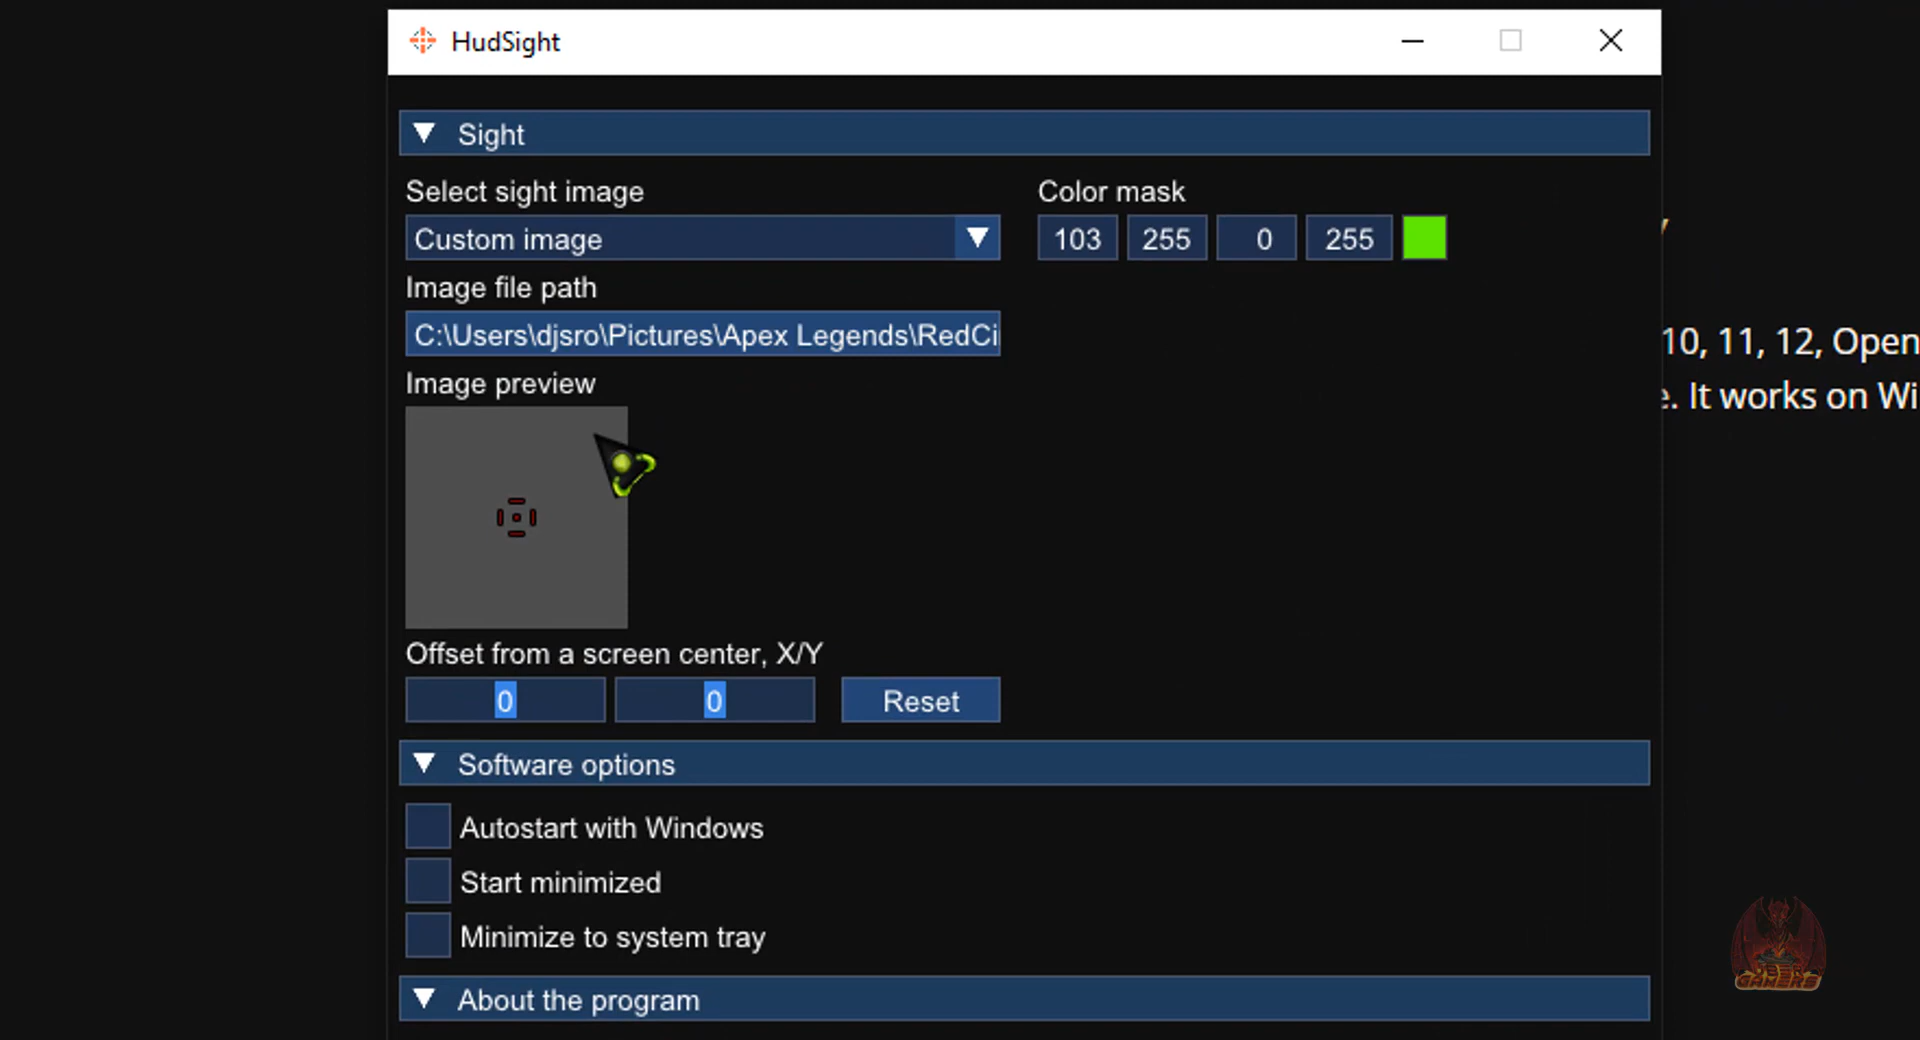 HudSight
Sight
Select sight image
Color mask
Custom image
103 255 0 255
Image file path
C:\Users\djsro\Pictures\Apex Legends\RedCi
10, 11, 12, Open
Image preview
e. It works on Wi
Offset from a screen center, X/Y
0 0 Reset
Software options
Autostart with Windows
Start minimized
Minimize to system tray
GAMERS
About the program